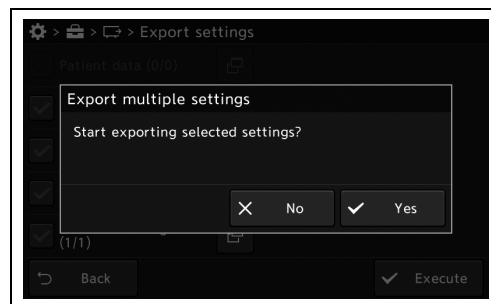 > > > Export settings
Patient data (0/0)
Export multiple settings
Start exporting selected settings?
No Yes
(1/1)
Back Execute